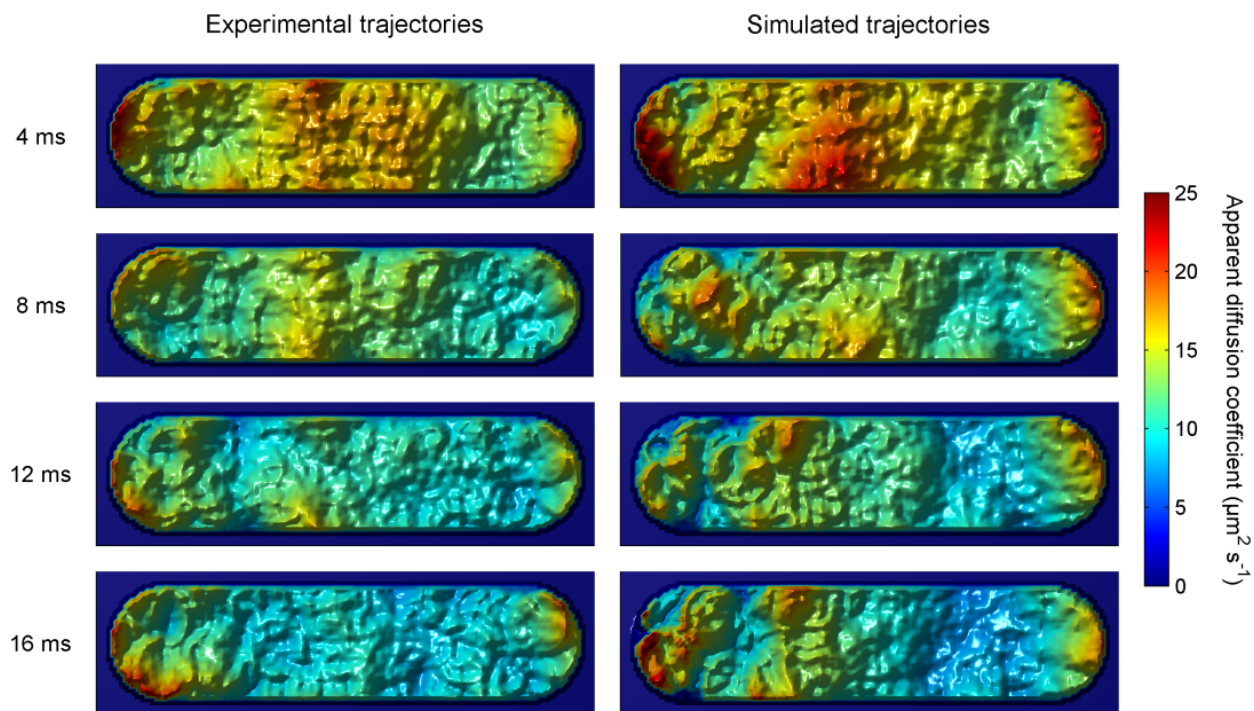 Experimental trajectories
Simulated trajectories
4 ms
8 ms
12 ms
16 ms
25
20
15
10
5
0
Apparent diffusion coefficient (µm² s⁻¹)